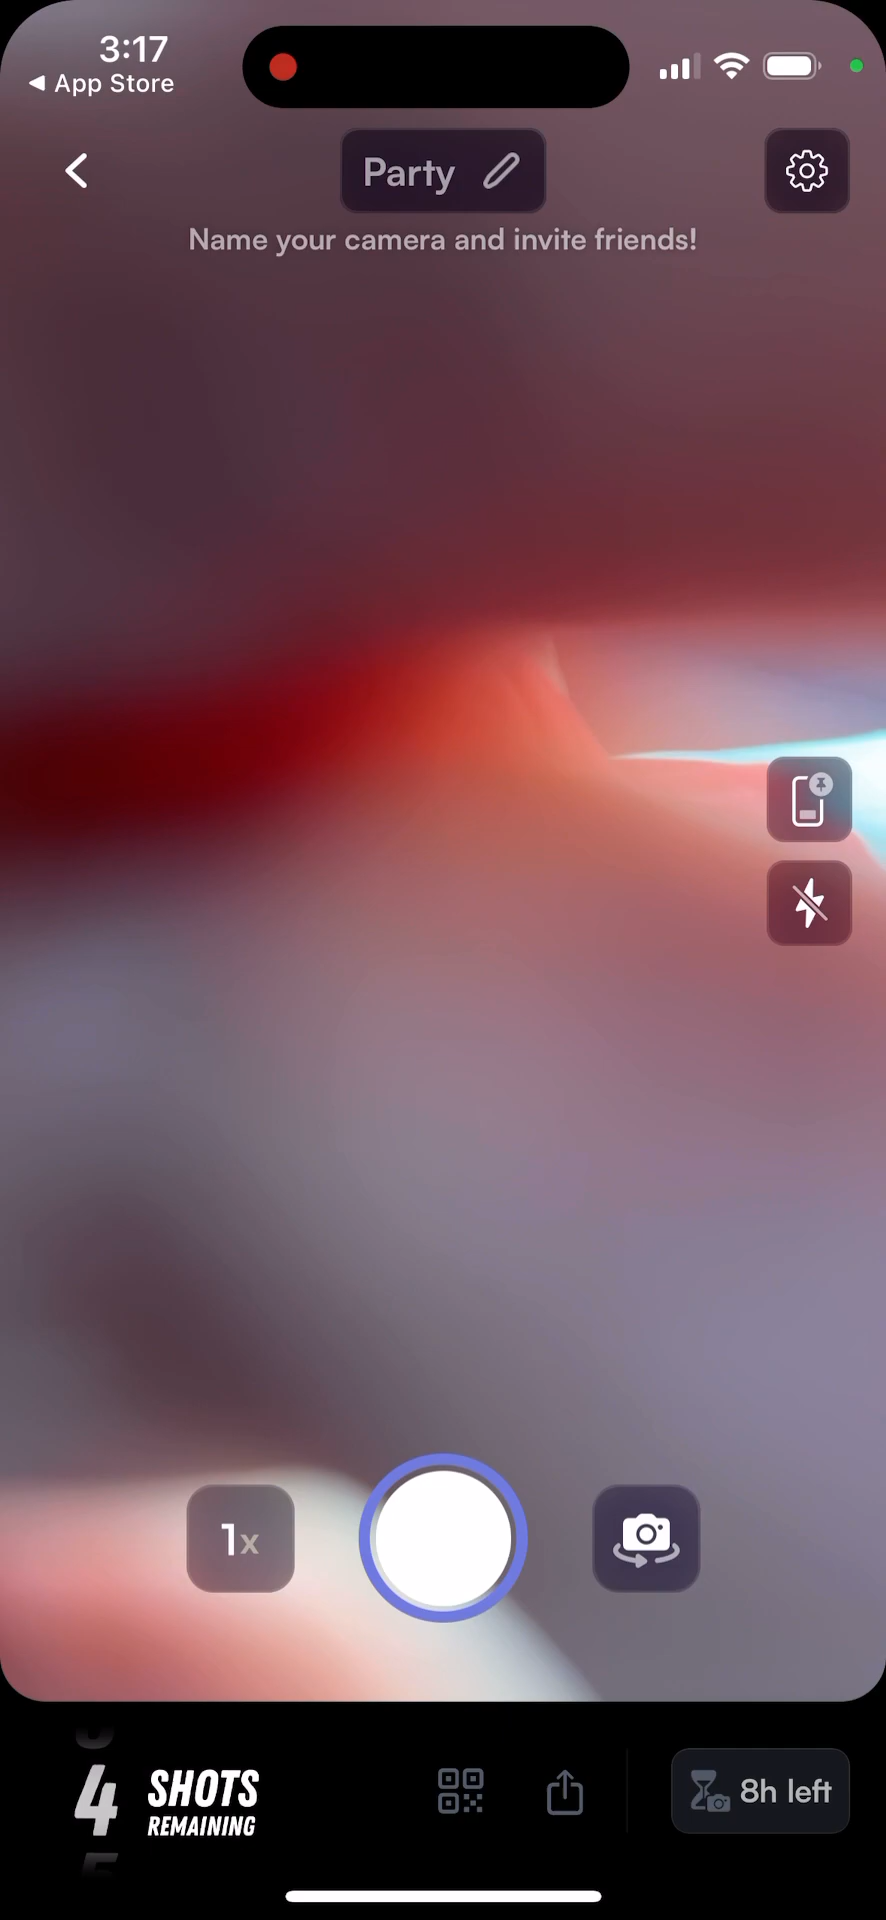 3:17
App Store
Party
Name your camera and invite friends!
1x
4 SHOTS
REMAINING
8h left